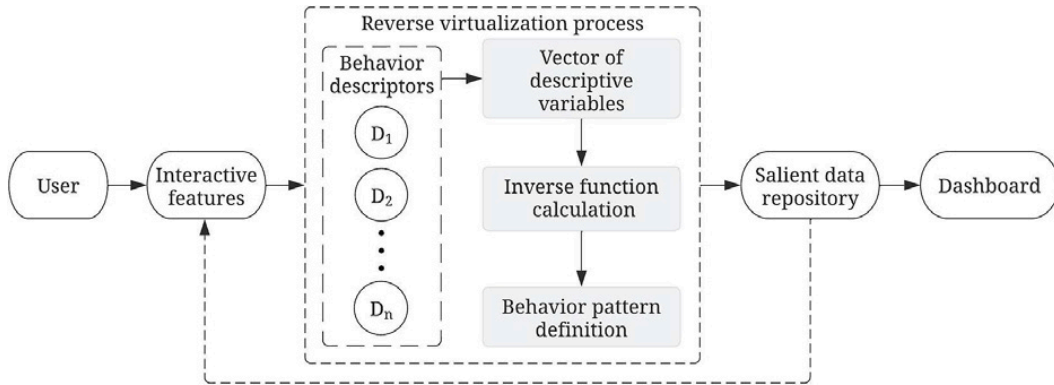 Reverse virtualization process
User
Interactive
features
Behavior
descriptors
D1
D2
Dn
Vector of
descriptive
variables
Inverse function
calculation
Behavior pattern
definition
Salient data
repository
Dashboard